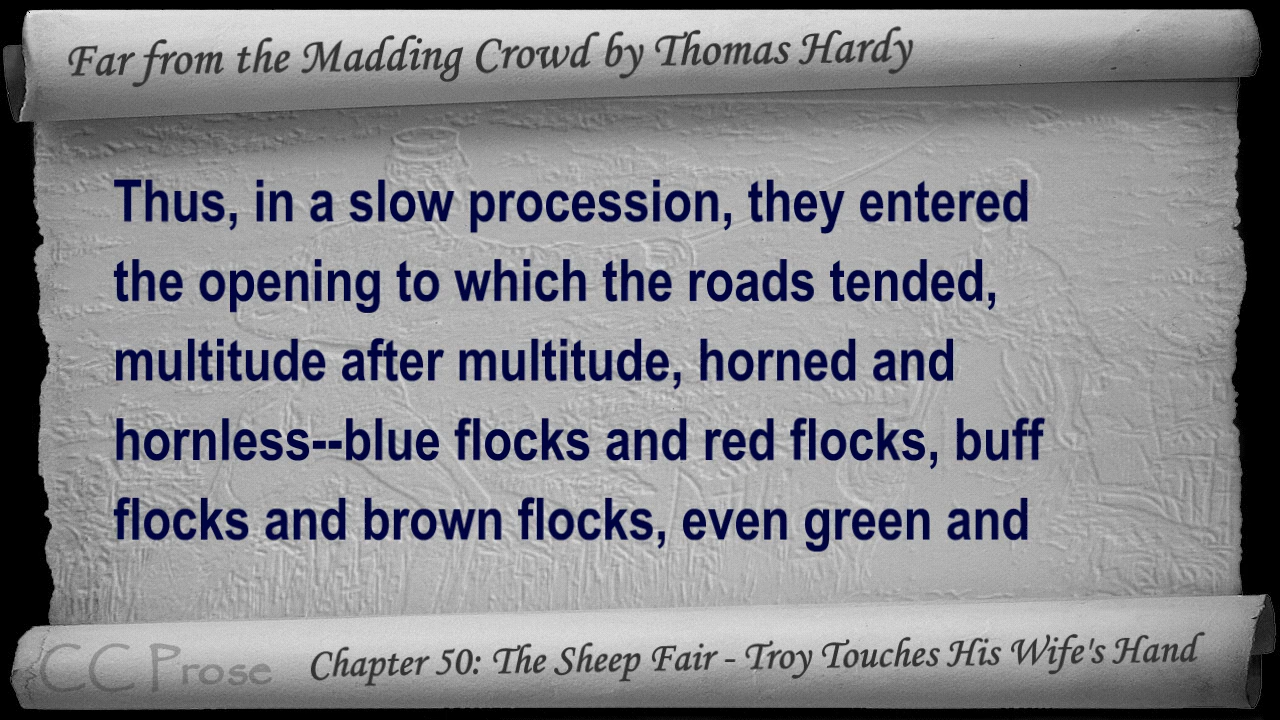 Far from the Madding Crowd by Thomas Hardy
Thus, in a slow procession, they entered
the opening to which the roads tended,
multitude after multitude, horned and
hornless--blue flocks and red flocks, buff
flocks and brown flocks, even green and
CC Prose
Chapter 50: The Sheep Fair - Troy Touches His Wife's Hand